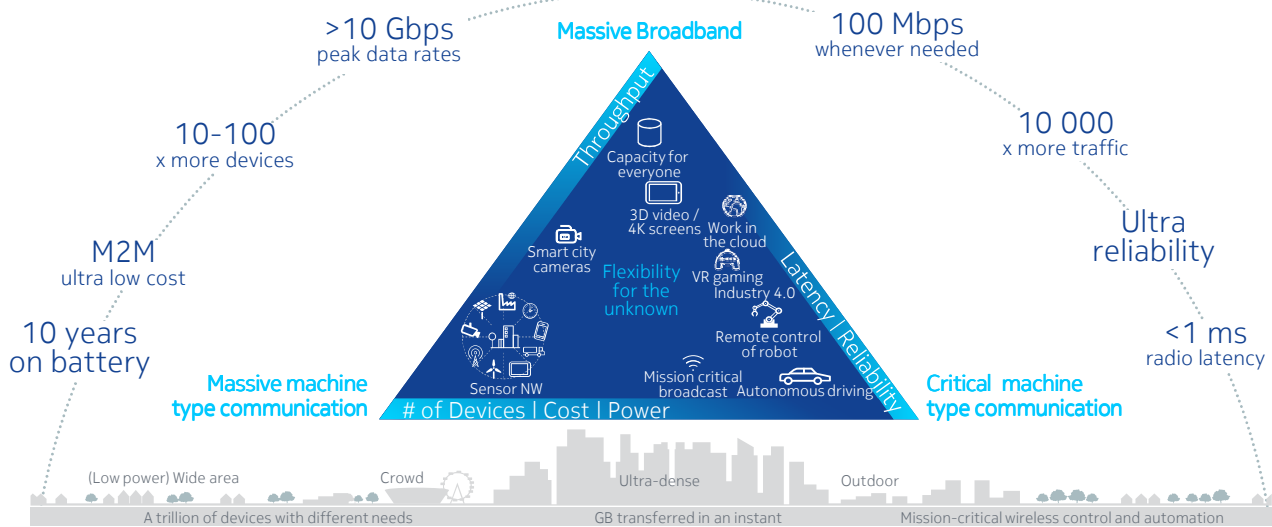 >10 Gbps
peak data rates
Massive Broadband
100 Mbps
whenever needed
10-100
x more devices
10 000
x more traffic
M2M
ultra low cost
Ultra
reliability
10 years
on battery
<1 ms
radio latency
Throughput
Capacity for
everyone
3D video /
4K screens
Work in
the cloud
Smart city
cameras
Flexibility
for the
unknown
VR gaming
Industry 4.0
Latency | Reliability
Remote control
of robot
Sensor NW
Mission critical
broadcast
Autonomous driving
Massive machine
type communication
# of Devices | Cost | Power
Critical machine
type communication
(Low power) Wide area
Crowd
Ultra-dense
Outdoor
A trillion of devices with different needs
GB transferred in an instant
Mission-critical wireless control and automation